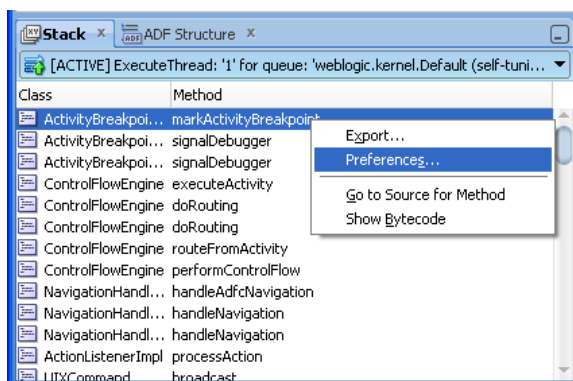 Stack x ADF Structure x
[ACTIVE] ExecuteThread: '1' for queue: 'weblogic.kernel.Default (self-tuni...
Class Method
ActivityBreakpoi... markActivityBreakpoint
ActivityBreakpoi... signalDebugger
ActivityBreakpoi... signalDebugger
ControlFlowEngine executeActivity
ControlFlowEngine doRouting
ControlFlowEngine doRouting
ControlFlowEngine routeFromActivity
ControlFlowEngine performControlFlow
NavigationHandl... handleAdfcNavigation
NavigationHandl... handleNavigation
NavigationHandl... handleNavigation
ActionListenerImpl processAction
UIXCommand broadcast
Export...
Preferences...
Go to Source for Method
Show Bytecode